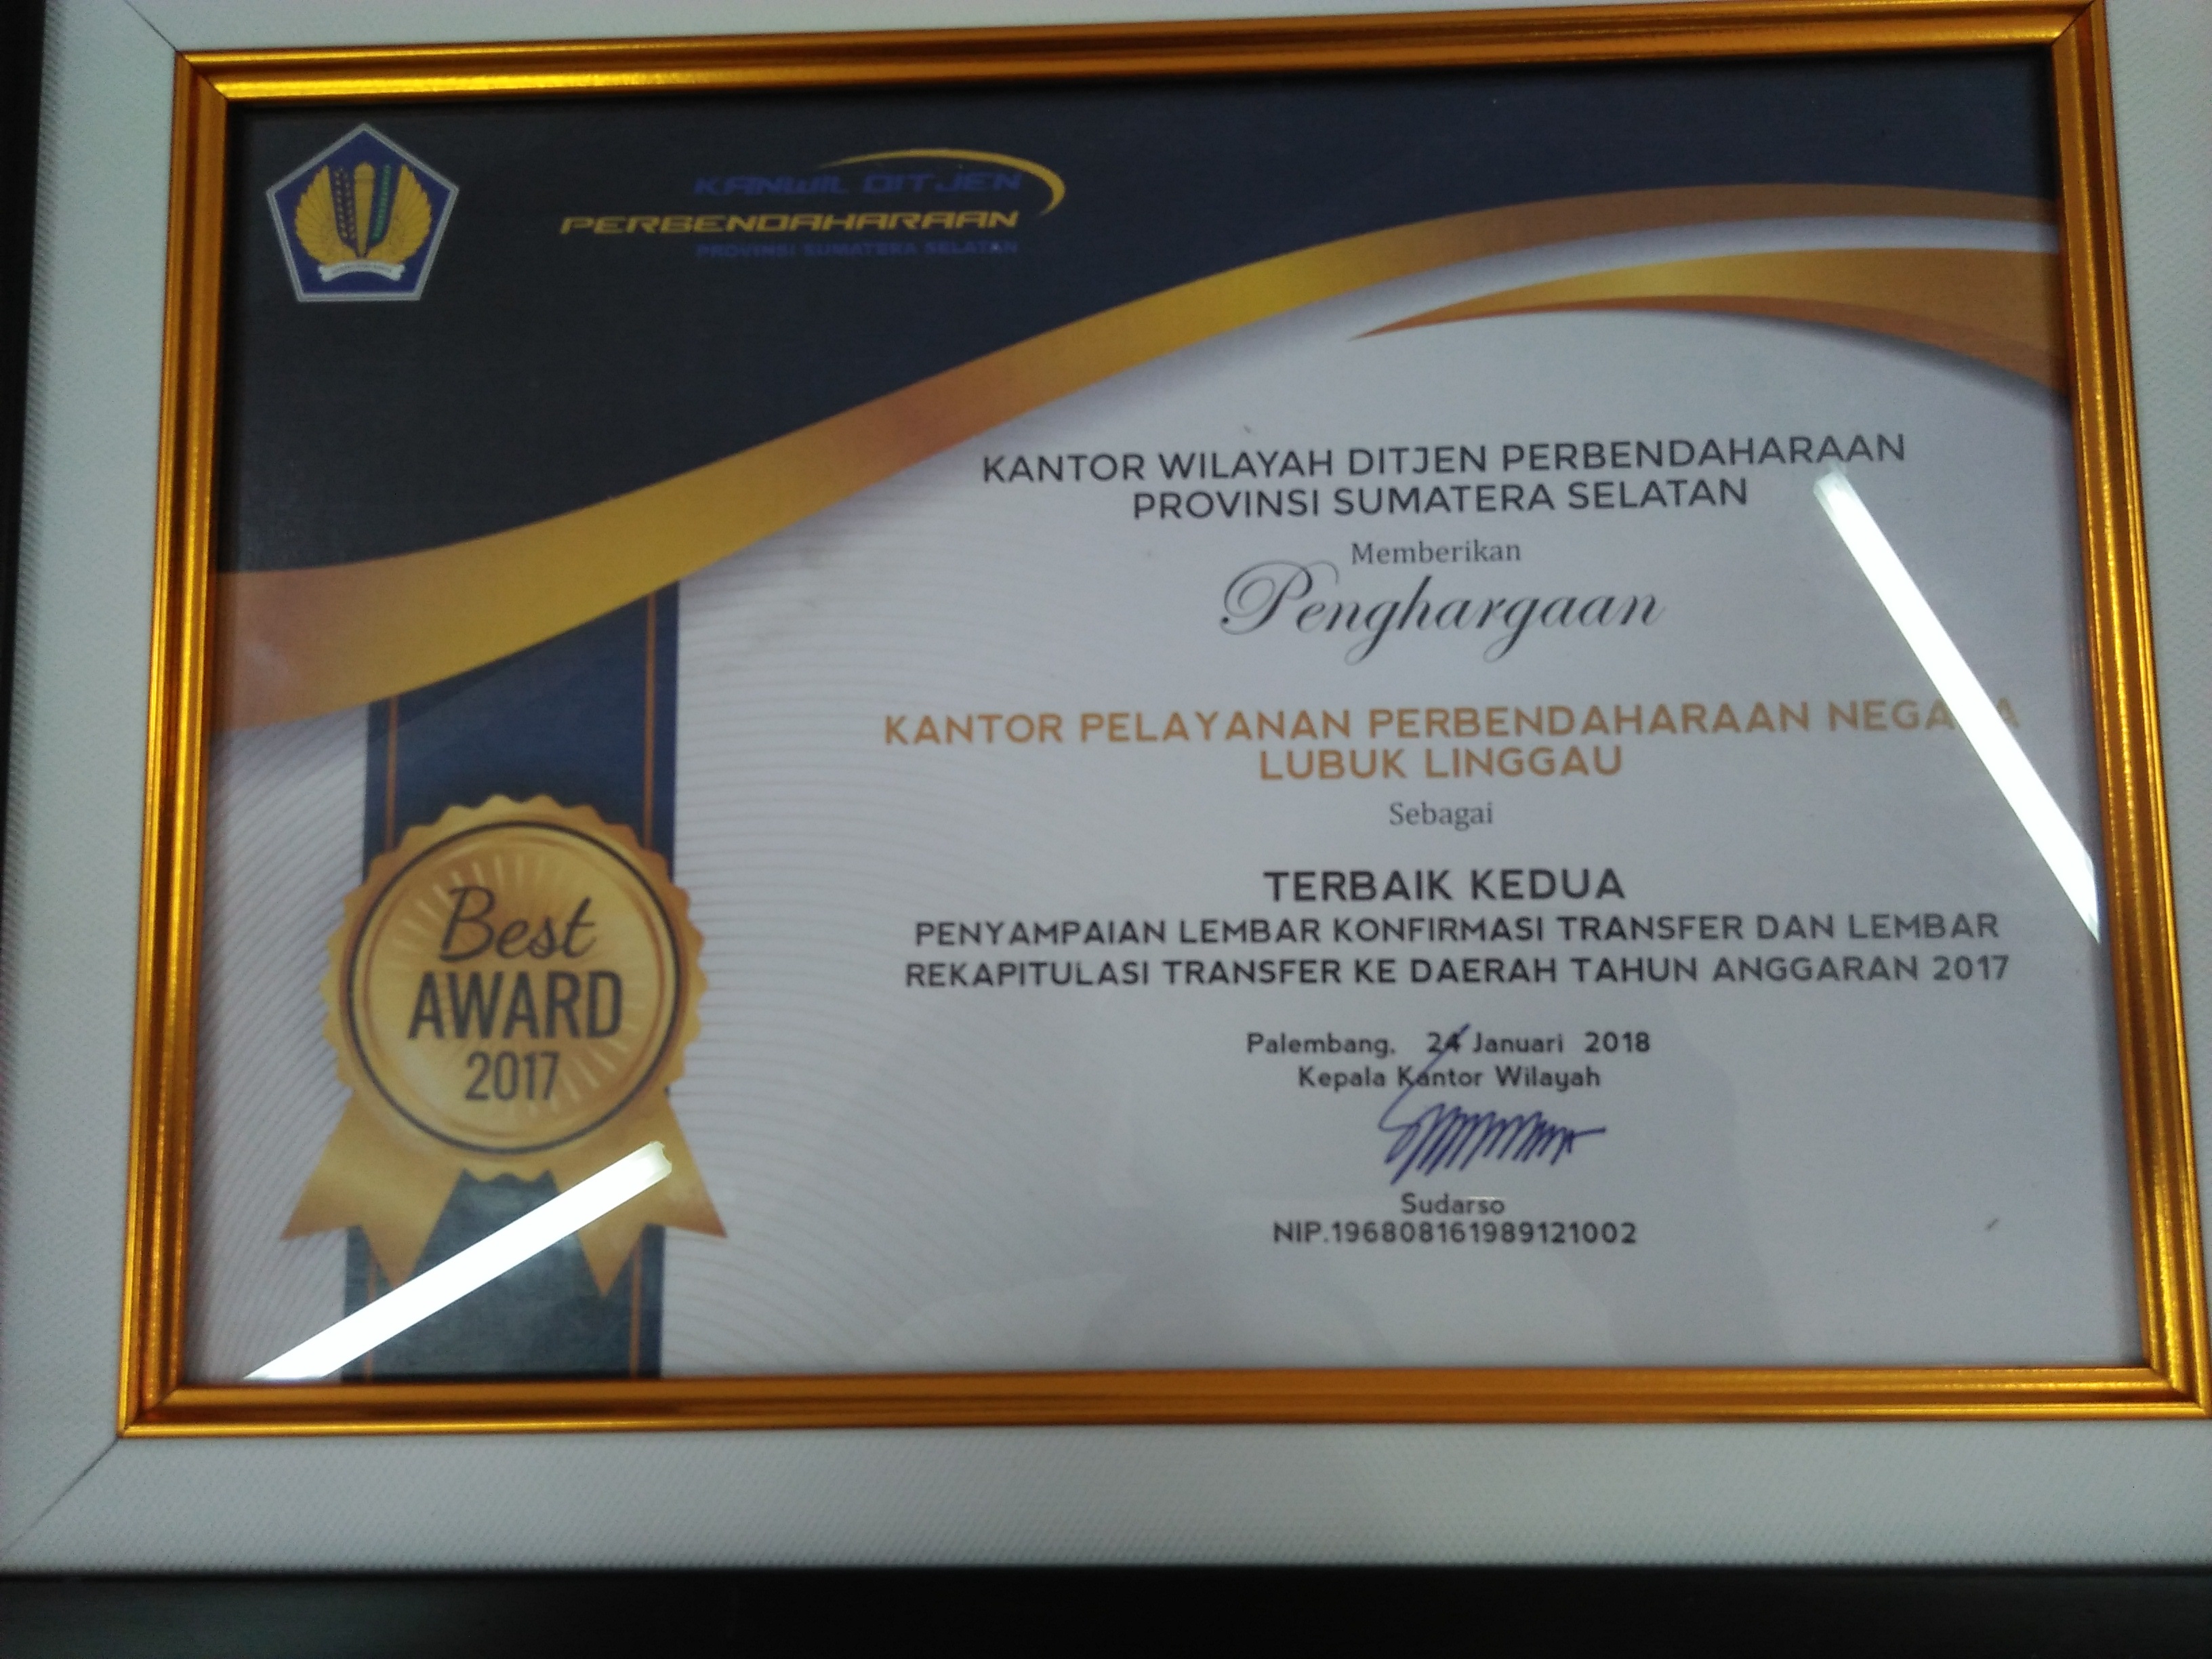 KANWIL DITJEN
PERBENDAHARAAN
PROVINSI SUMATERA SELATAN
KANTOR WILAYAH DITJEN PERBENDAHARAAN
PROVINSI SUMATERA SELATAN
Memberikan
Penghargaan
KANTOR PELAYANAN PERBENDAHARAAN NEGARA
LUBUK LINGGAU
Sebagai
TERBAIK KEDUA
PENYAMPAIAN LEMBAR KONFIRMASI TRANSFER DAN LEMBAR
REKAPITULASI TRANSFER KE DAERAH TAHUN ANGGARAN 2017
Best
AWARD
2017
Palembang, 24 Januari 2018
Kepala Kantor Wilayah
Sudarso
NIP.196808161989121002